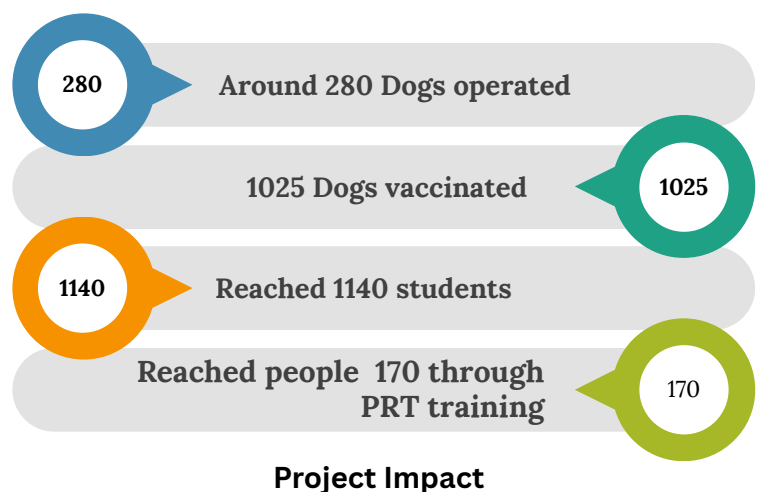 280
Around 280 Dogs operated
1025 Dogs vaccinated
1025
1140
Reached 1140 students
Reached people 170 through
PRT training
170
Project Impact